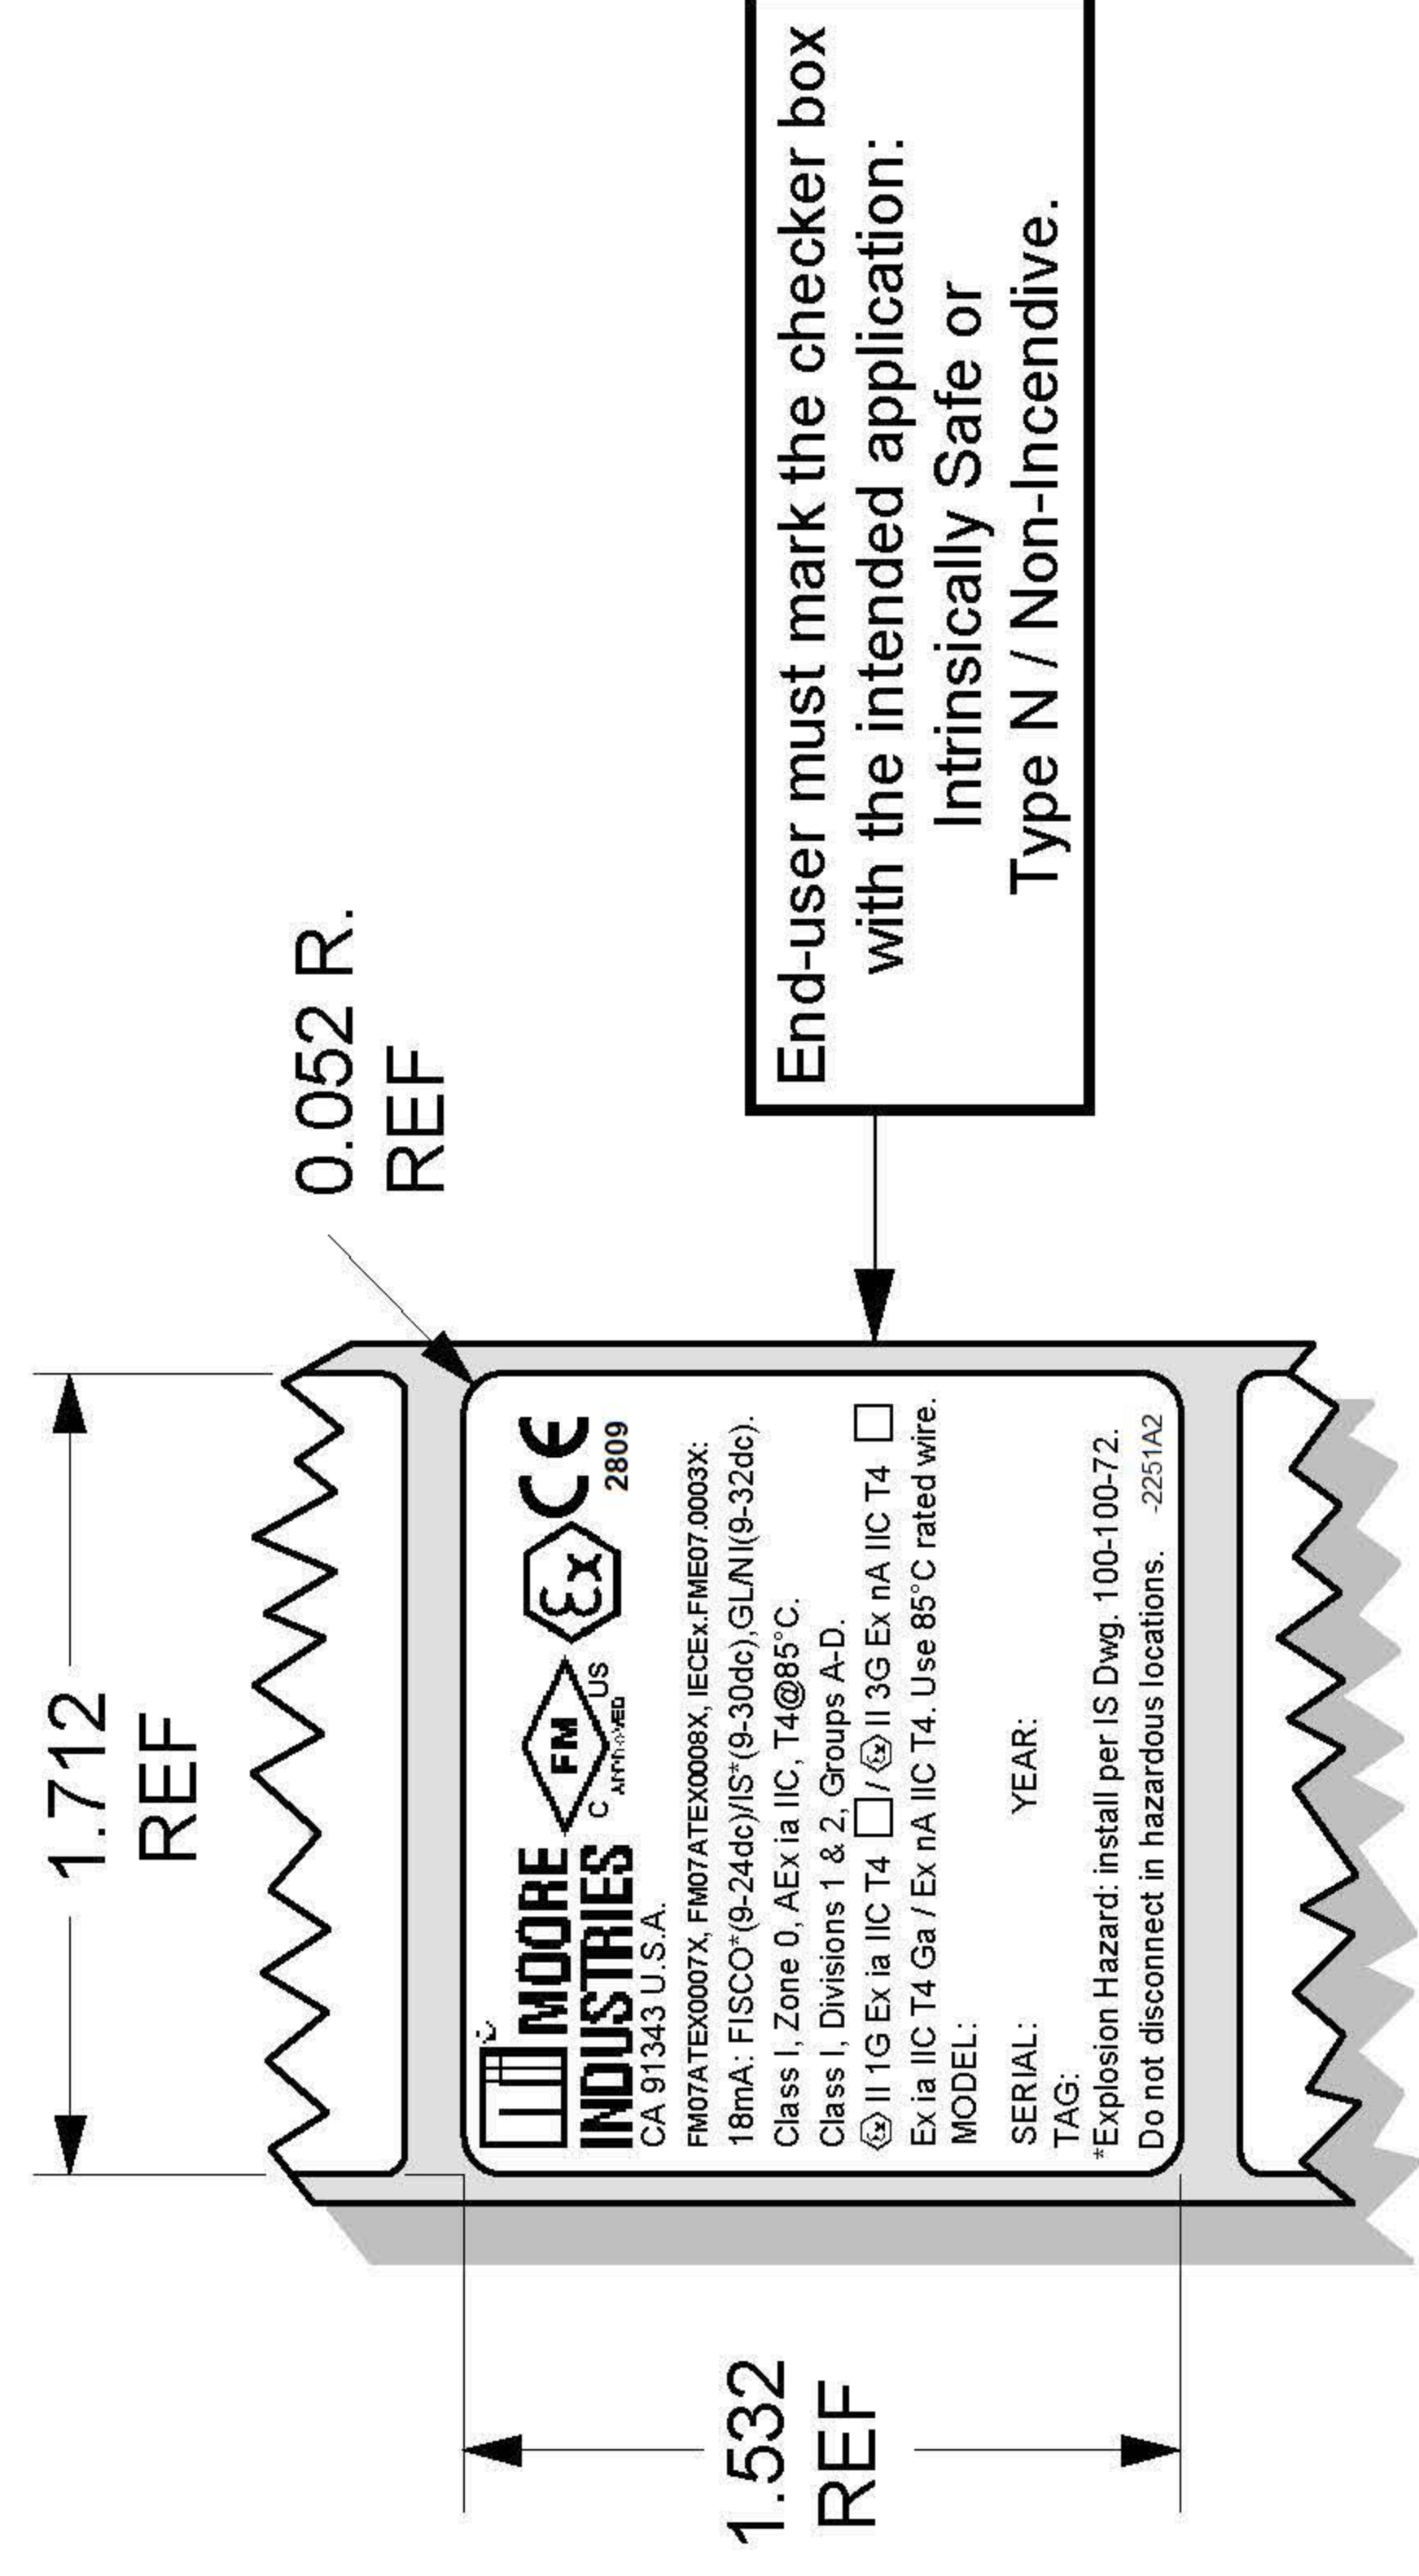 1.712
REF
0.052 R.
REF
1.532
REF
MOORE
INDUSTRIES
CA 91343 U.S.A.
FM
C US
APPROVED
Ex
CE
2809
FM07ATEX0007X, FM07ATEX0008X, IECEx.FME07.0003X:
18mA: FISCO*(9-24dc)/IS*(9-30dc),GL/NI(9-32dc).
Class I, Zone 0, AEx ia IIC, T4@85°C.
Class I, Divisions 1 & 2, Groups A-D.
Ex II 1G Ex ia IIC T4 □ / Ex II 3G Ex nA IIC T4 □
Ex ia IIC T4 Ga / Ex nA IIC T4. Use 85°C rated wire.
MODEL:
SERIAL: YEAR:
TAG:
*Explosion Hazard: install per IS Dwg. 100-100-72.
Do not disconnect in hazardous locations. -2251A2
End-user must mark the checker box
with the intended application:
Intrinsically Safe or
Type N / Non-Incendive.